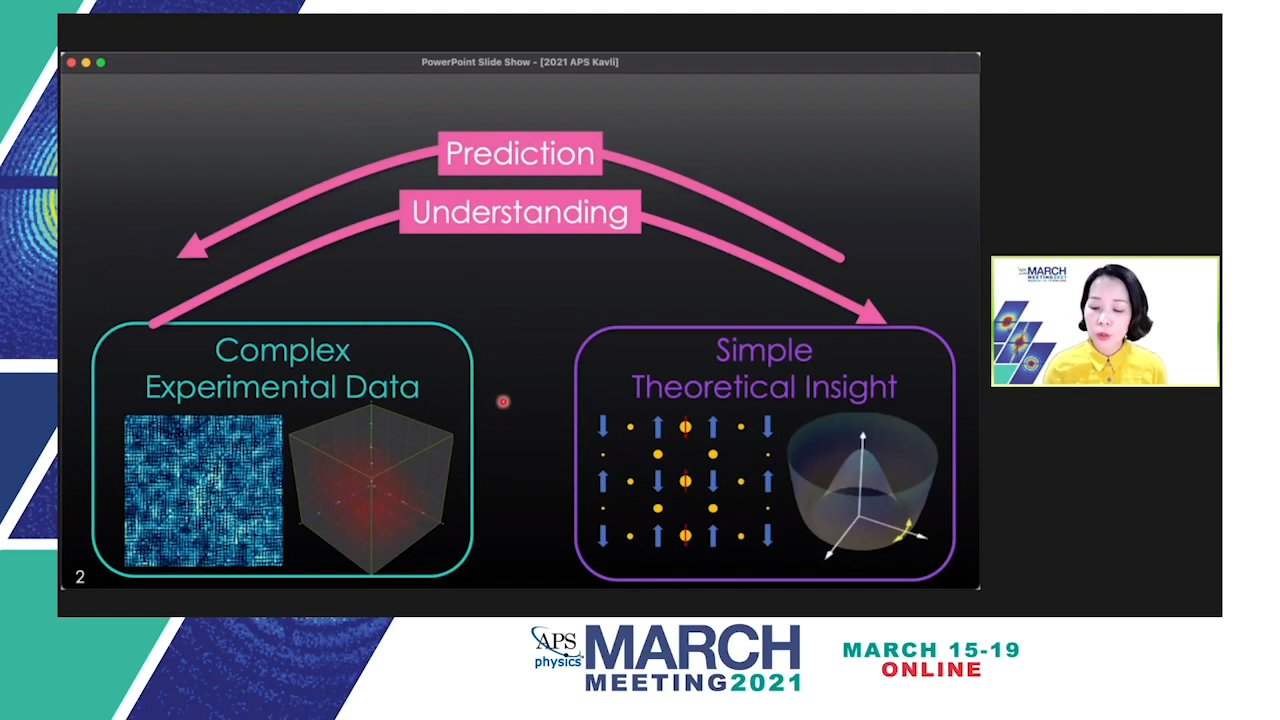 PowerPoint Slide Show - [2021 APS Kavli]
Prediction
Understanding
Complex
Experimental Data
Simple
Theoretical Insight
2
MARCH
MEETING2021
APS
physics
MARCH
MEETING2021
MARCH 15-19
ONLINE